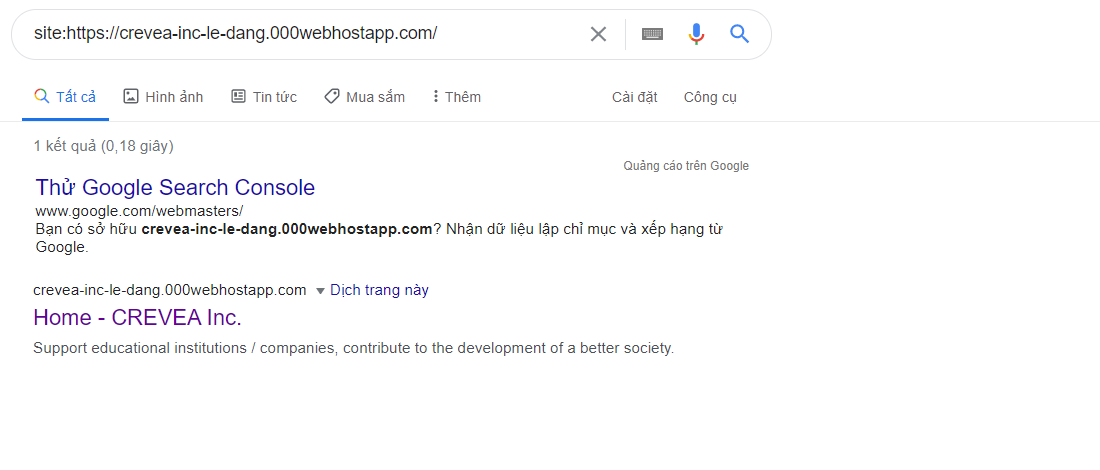 site:https://crevea-inc-le-dang.000webhostapp.com/
Tất cả Hình ảnh Tin tức Mua sắm Thêm Cài đặt Công cụ
1 kết quả (0,18 giây)
Quảng cáo trên Google
Thử Google Search Console
www.google.com/webmasters/
Bạn có sở hữu crevea-inc-le-dang.000webhostapp.com? Nhận dữ liệu lập chỉ mục và xếp hạng từ
Google.
crevea-inc-le-dang.000webhostapp.com Dịch trang này
Home - CREVEA Inc.
Support educational institutions / companies, contribute to the development of a better society.